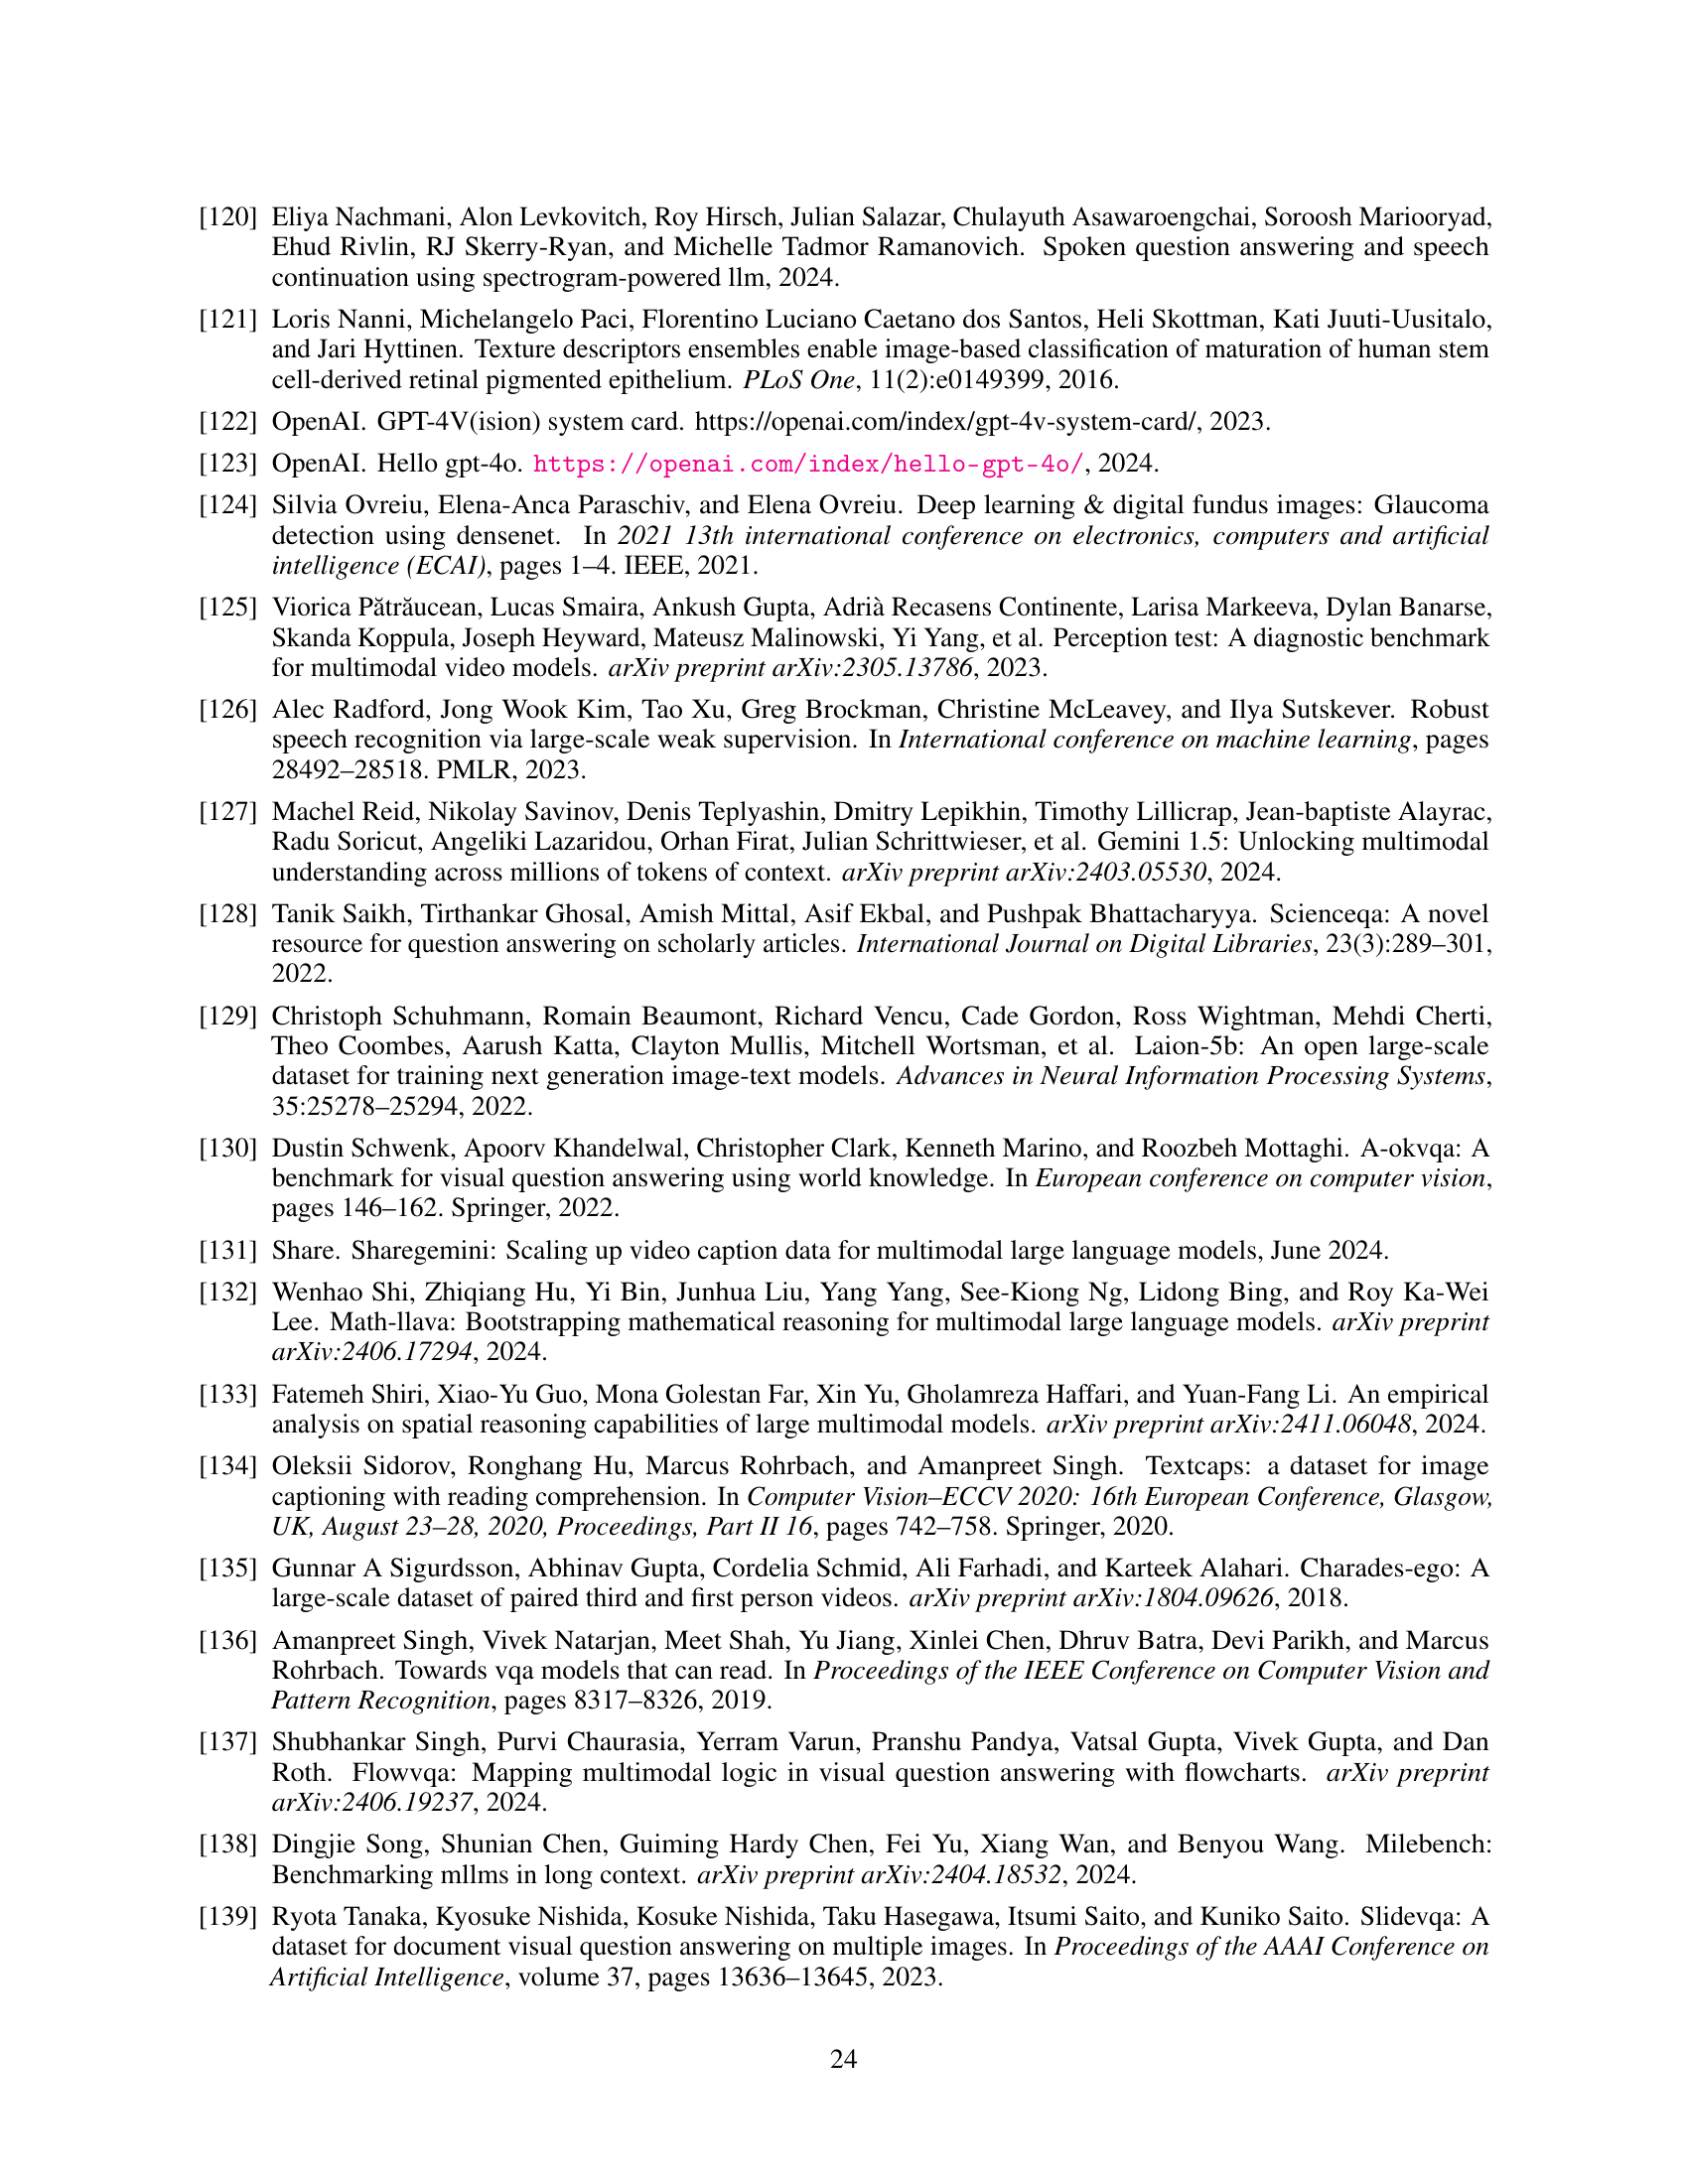 [120] Eliya Nachmani, Alon Levkovitch, Roy Hirsch, Julian Salazar, Chulayuth Asawaroengchai, Soroosh Mariooryad,
Ehud Rivlin, RJ Skerry-Ryan, and Michelle Tadmor Ramanovich. Spoken question answering and speech
continuation using spectrogram-powered llm, 2024.
[121] Loris Nanni, Michelangelo Paci, Florentino Luciano Caetano dos Santos, Heli Skottman, Kati Juuti-Uusitalo,
and Jari Hyttinen. Texture descriptors ensembles enable image-based classification of maturation of human stem
cell-derived retinal pigmented epithelium. PLoS One, 11(2):e0149399, 2016.
[122] OpenAI. GPT-4V(ision) system card. https://openai.com/index/gpt-4v-system-card/, 2023.
[123] OpenAI. Hello gpt-4o. https://openai.com/index/hello-gpt-4o/, 2024.
[124] Silvia Ovreiu, Elena-Anca Paraschiv, and Elena Ovreiu. Deep learning & digital fundus images: Glaucoma
detection using densenet. In 2021 13th international conference on electronics, computers and artificial
intelligence (ECAI), pages 1–4. IEEE, 2021.
[125] Viorica Pătrăucean, Lucas Smaira, Ankush Gupta, Adrià Recasens Continente, Larisa Markeeva, Dylan Banarse,
Skanda Koppula, Joseph Heyward, Mateusz Malinowski, Yi Yang, et al. Perception test: A diagnostic benchmark
for multimodal video models. arXiv preprint arXiv:2305.13786, 2023.
[126] Alec Radford, Jong Wook Kim, Tao Xu, Greg Brockman, Christine McLeavey, and Ilya Sutskever. Robust
speech recognition via large-scale weak supervision. In International conference on machine learning, pages
28492–28518. PMLR, 2023.
[127] Machel Reid, Nikolay Savinov, Denis Teplyashin, Dmitry Lepikhin, Timothy Lillicrap, Jean-baptiste Alayrac,
Radu Soricut, Angeliki Lazaridou, Orhan Firat, Julian Schrittwieser, et al. Gemini 1.5: Unlocking multimodal
understanding across millions of tokens of context. arXiv preprint arXiv:2403.05530, 2024.
[128] Tanik Saikh, Tirthankar Ghosal, Amish Mittal, Asif Ekbal, and Pushpak Bhattacharyya. Scienceqa: A novel
resource for question answering on scholarly articles. International Journal on Digital Libraries, 23(3):289–301,
2022.
[129] Christoph Schuhmann, Romain Beaumont, Richard Vencu, Cade Gordon, Ross Wightman, Mehdi Cherti,
Theo Coombes, Aarush Katta, Clayton Mullis, Mitchell Wortsman, et al. Laion-5b: An open large-scale
dataset for training next generation image-text models. Advances in Neural Information Processing Systems,
35:25278–25294, 2022.
[130] Dustin Schwenk, Apoorv Khandelwal, Christopher Clark, Kenneth Marino, and Roozbeh Mottaghi. A-okvqa: A
benchmark for visual question answering using world knowledge. In European conference on computer vision,
pages 146–162. Springer, 2022.
[131] Share. Sharegemini: Scaling up video caption data for multimodal large language models, June 2024.
[132] Wenhao Shi, Zhiqiang Hu, Yi Bin, Junhua Liu, Yang Yang, See-Kiong Ng, Lidong Bing, and Roy Ka-Wei
Lee. Math-llava: Bootstrapping mathematical reasoning for multimodal large language models. arXiv preprint
arXiv:2406.17294, 2024.
[133] Fatemeh Shiri, Xiao-Yu Guo, Mona Golestan Far, Xin Yu, Gholamreza Haffari, and Yuan-Fang Li. An empirical
analysis on spatial reasoning capabilities of large multimodal models. arXiv preprint arXiv:2411.06048, 2024.
[134] Oleksii Sidorov, Ronghang Hu, Marcus Rohrbach, and Amanpreet Singh. Textcaps: a dataset for image
captioning with reading comprehension. In Computer Vision–ECCV 2020: 16th European Conference, Glasgow,
UK, August 23–28, 2020, Proceedings, Part II 16, pages 742–758. Springer, 2020.
[135] Gunnar A Sigurdsson, Abhinav Gupta, Cordelia Schmid, Ali Farhadi, and Karteek Alahari. Charades-ego: A
large-scale dataset of paired third and first person videos. arXiv preprint arXiv:1804.09626, 2018.
[136] Amanpreet Singh, Vivek Natarjan, Meet Shah, Yu Jiang, Xinlei Chen, Dhruv Batra, Devi Parikh, and Marcus
Rohrbach. Towards vqa models that can read. In Proceedings of the IEEE Conference on Computer Vision and
Pattern Recognition, pages 8317–8326, 2019.
[137] Shubhankar Singh, Purvi Chaurasia, Yerram Varun, Pranshu Pandya, Vatsal Gupta, Vivek Gupta, and Dan
Roth. Flowvqa: Mapping multimodal logic in visual question answering with flowcharts. arXiv preprint
arXiv:2406.19237, 2024.
[138] Dingjie Song, Shunian Chen, Guiming Hardy Chen, Fei Yu, Xiang Wan, and Benyou Wang. Milebench:
Benchmarking mllms in long context. arXiv preprint arXiv:2404.18532, 2024.
[139] Ryota Tanaka, Kyosuke Nishida, Kosuke Nishida, Taku Hasegawa, Itsumi Saito, and Kuniko Saito. Slidevqa: A
dataset for document visual question answering on multiple images. In Proceedings of the AAAI Conference on
Artificial Intelligence, volume 37, pages 13636–13645, 2023.
24